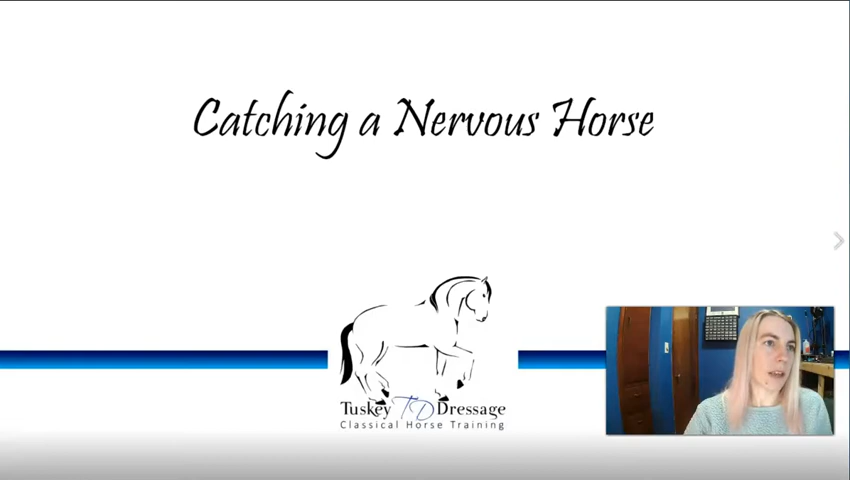 Catching a Nervous Horse
Tuskey TD Dressage
Classical Horse Training